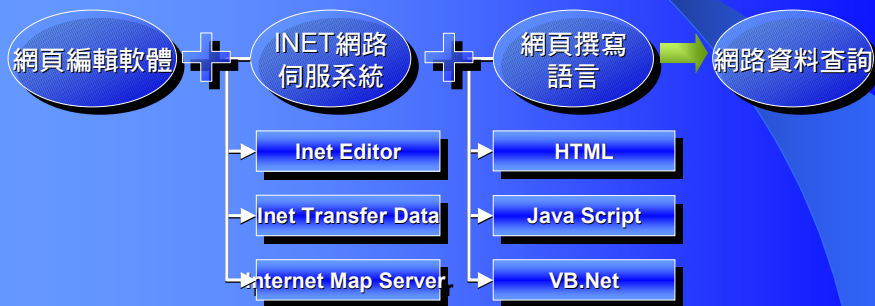 網頁編輯軟體
INET網路
伺服系統
網頁撰寫
語言
網路資料查詢
Inet Editor
Inet Transfer Data
Internet Map Server
HTML
Java Script
VB.Net